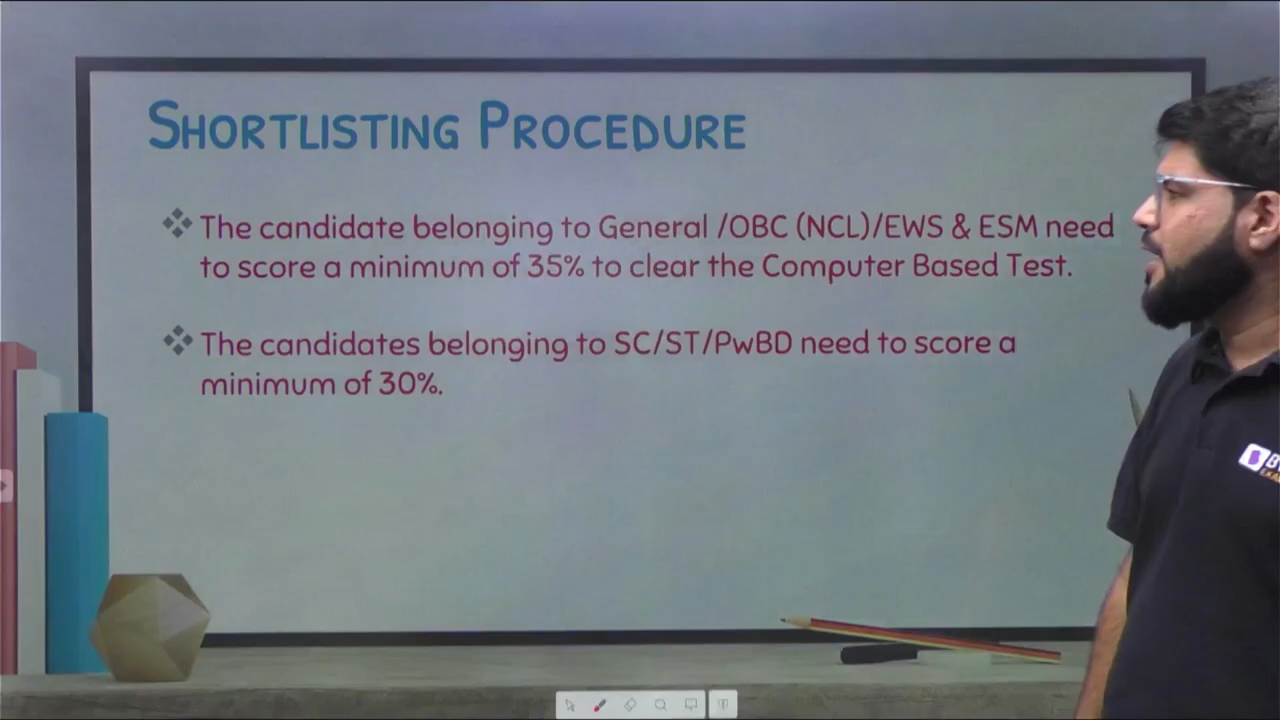 SHORTLISTING PROCEDURE
The candidate belonging to General /OBC (NCL)/EWS & ESM need
to score a minimum of 35% to clear the Computer Based Test.
The candidates belonging to SC/ST/PwBD need to score a
minimum of 30%.